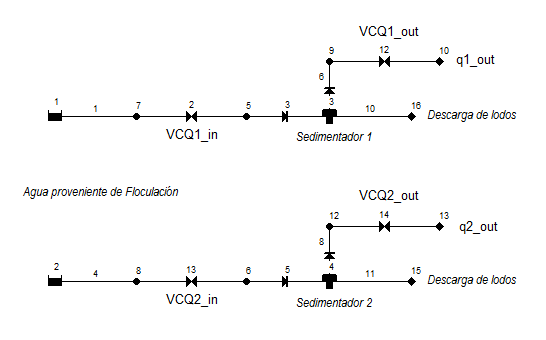 VCQ1_out
9
12
10
q1_out
6
1
1
7
2
5
3
3
10
16
Descarga de lodos
VCQ1_in
Sedimentador 1
Agua proveniente de Floculación
VCQ2_out
12
14
13
q2_out
8
2
4
8
13
6
5
4
11
15
Descarga de lodos
VCQ2_in
Sedimentador 2